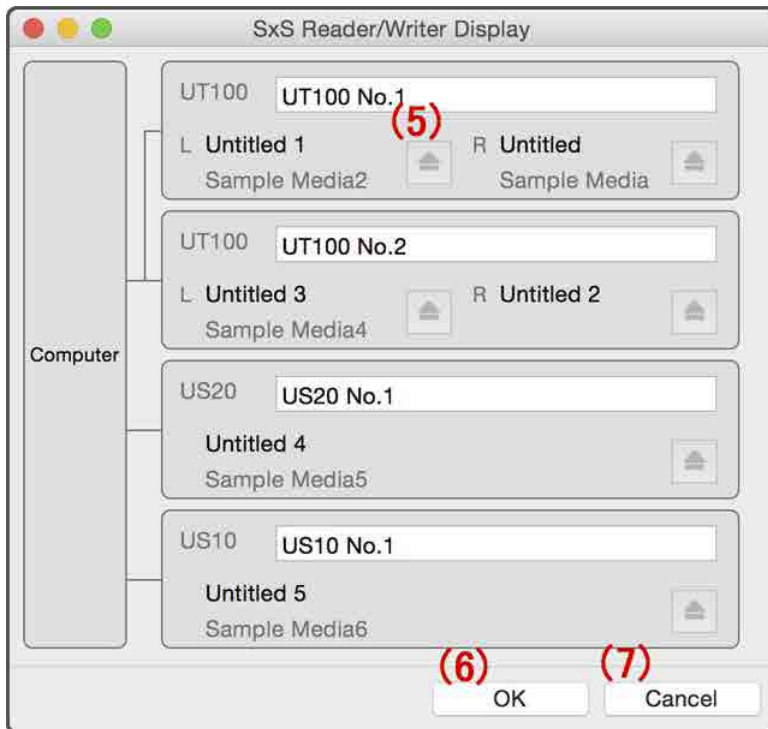 SxS Reader/Writer Display
UT100 UT100 No.1
(5)
L Untitled 1 R Untitled
Sample Media2 Sample Media
UT100 UT100 No.2
L Untitled 3 R Untitled 2
Sample Media4
Computer
US20 US20 No.1
Untitled 4
Sample Media5
US10 US10 No.1
Untitled 5
Sample Media6
(6) (7)
OK Cancel